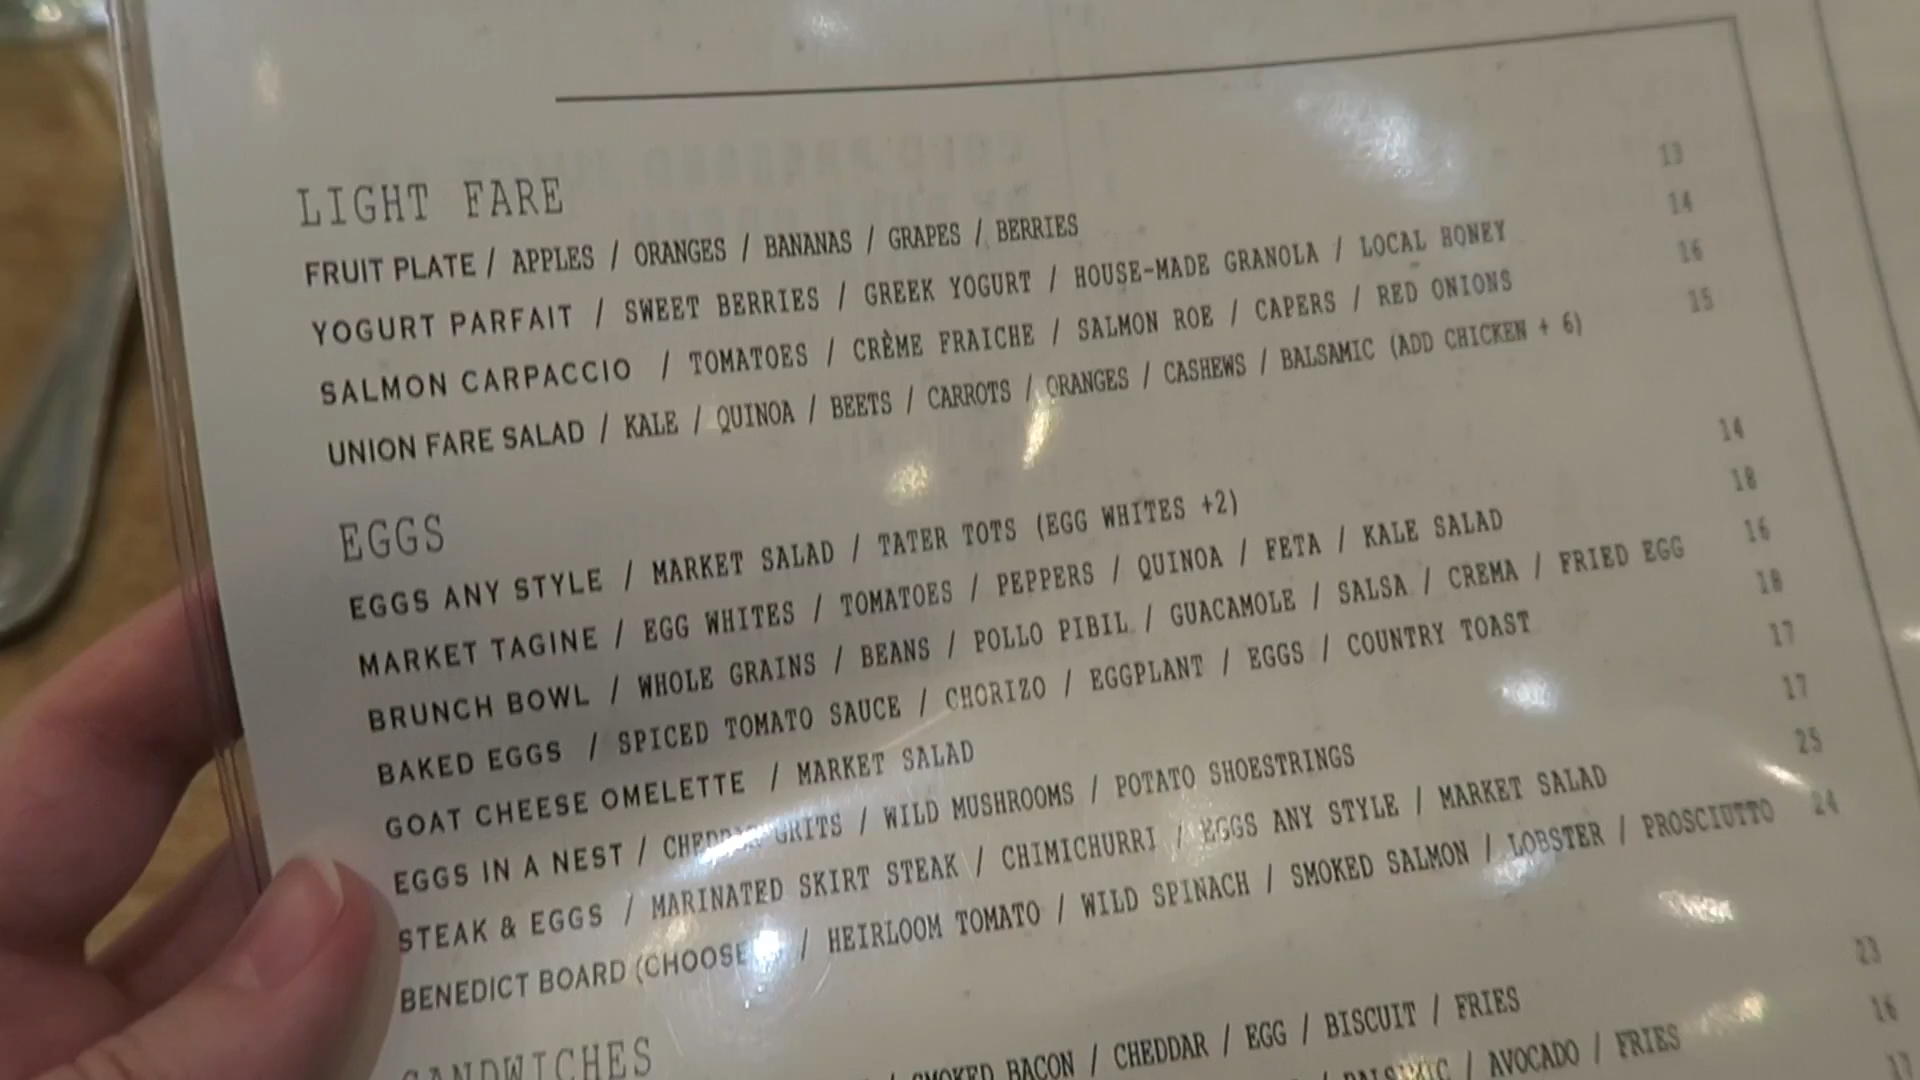 LIGHT FARE
FRUIT PLATE / APPLES / ORANGES / BANANAS / GRAPES / BERRIES 13
YOGURT PARFAIT / SWEET BERRIES / GREEK YOGURT / HOUSE-MADE GRANOLA / LOCAL HONEY 14
SALMON CARPACCIO / TOMATOES / CRÈME FRAICHE / SALMON ROE / CAPERS / RED ONIONS 16
UNION FARE SALAD / KALE / QUINOA / BEETS / CARROTS / ORANGES / CASHEWS / BALSAMIC (ADD CHICKEN + 6) 15
EGGS
EGGS ANY STYLE / MARKET SALAD / TATER TOTS (EGG WHITES +2) 14
MARKET TAGINE / EGG WHITES / TOMATOES / PEPPERS / QUINOA / FETA / KALE SALAD 18
BRUNCH BOWL / WHOLE GRAINS / BEANS / POLLO PIBIL / GUACAMOLE / SALSA / CREMA / FRIED EGG 16
BAKED EGGS / SPICED TOMATO SAUCE / CHORIZO / EGGPLANT / EGGS / COUNTRY TOAST 18
GOAT CHEESE OMELETTE / MARKET SALAD 17
EGGS IN A NEST / CHEDDAR GRITS / WILD MUSHROOMS / POTATO SHOESTRINGS 17
STEAK & EGGS / MARINATED SKIRT STEAK / CHIMICHURRI / EGGS ANY STYLE / MARKET SALAD 25
BENEDICT BOARD (CHOOSE / HEIRLOOM TOMATO / WILD SPINACH / SMOKED SALMON / LOBSTER / PROSCIUTTO 24
SANDWICHES
SMOKED BACON / CHEDDAR / EGG / BISCUIT / FRIES 23
/ BALSAMIC / AVOCADO / FRIES 16